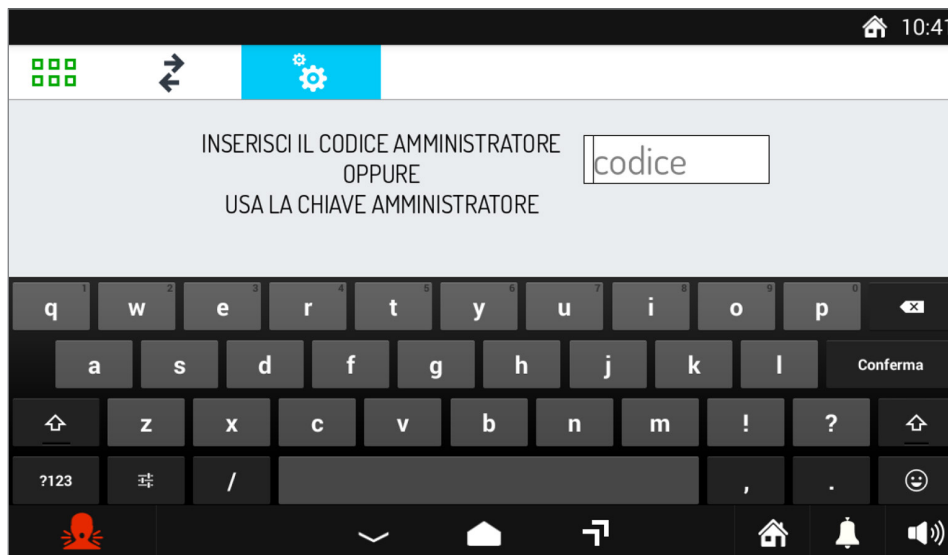 10:41
INSERISCI IL CODICE AMMINISTRATORE
OPPURE
USA LA CHIAVE AMMINISTRATORE
codice
1 2 3 4 5 6 7 8 9 0
q w e r t y u i o p
a s d f g h j k l Conferma
z x c v b n m ! ?
?123 / , .